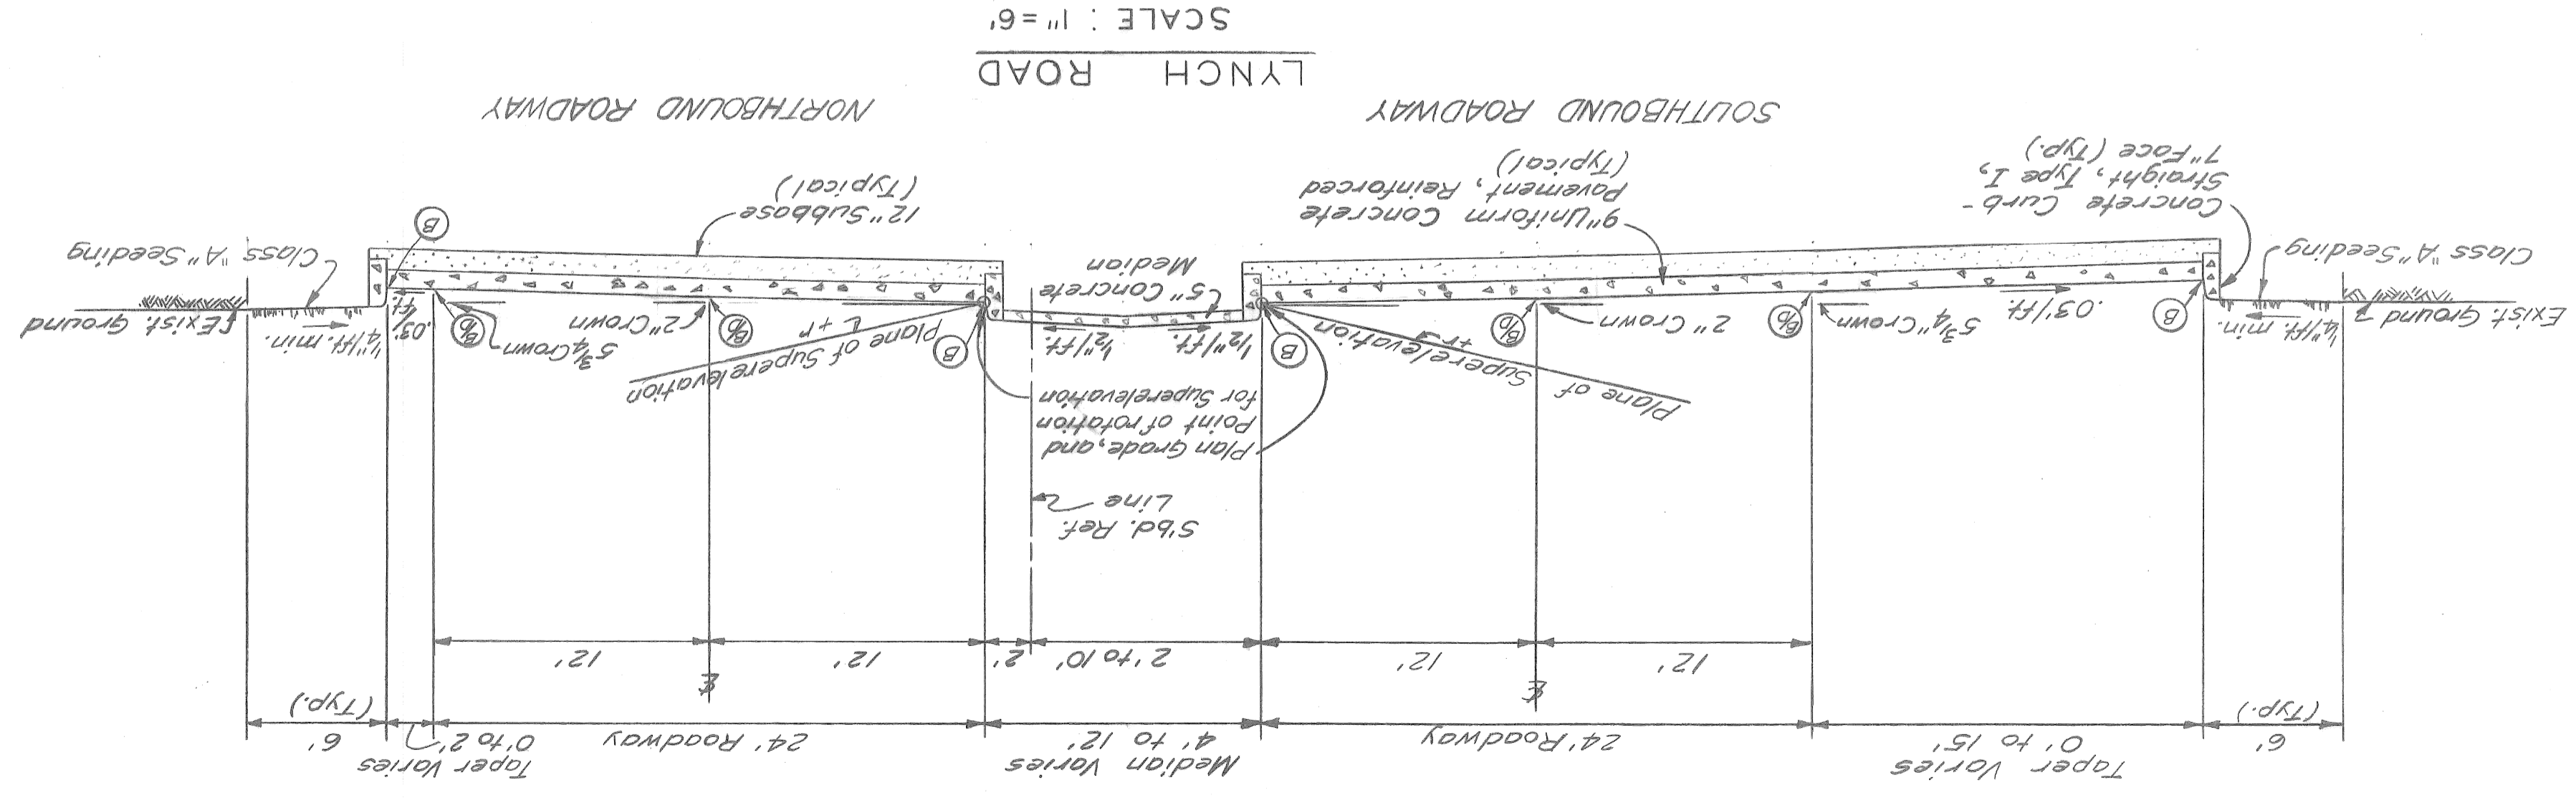 Taper Varies
0' to 15'
Median Varies
4' to 12'
Taper Varies
0' to 2'
6'
(Typ.)
24' Roadway
24' Roadway
6'
(Typ.)
℄
℄
12'
12'
2' to 10'
2'
12'
12'
S'bd. Ref.
Line
Plan Grade, and
Point of rotation
for Superelevation
Plane of
Superelevation
+r
Plane of Superelevation
+r
Exist. Ground
1/4"/ft. min.
B
.03'/ft.
5 3/4" Crown
B/D
2" Crown
B/D
B
1/2"/ft.
1/2"/ft.
B
B/D
2" Crown
5 3/4" Crown
B/D
.03'/ft.
1/4"/ft. min.
Exist. Ground
Class "A" Seeding
Concrete Curb-
Straight, Type I,
7" Face (Typ.)
9" Uniform Concrete
Pavement, Reinforced
(Typical)
5" Concrete
Median
12" Subbase
(Typical)
B
Class "A" Seeding
SOUTHBOUND ROADWAY
NORTHBOUND ROADWAY
LYNCH ROAD
SCALE : 1" = 6'